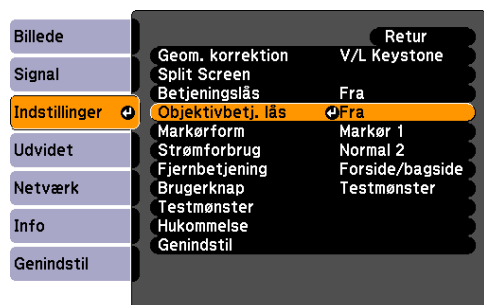 Billede
Signal
Indstillinger
Udvidet
Netværk
Info
Genindstil
Retur
Geom. korrektion V/L Keystone
Split Screen
Betjeningslås Fra
Objektivbetj. lås Fra
Markørform Markør 1
Strømforbrug Normal 2
Fjernbetjening Forside/bagside
Brugerknap Testmønster
Testmønster
Hukommelse
Genindstil